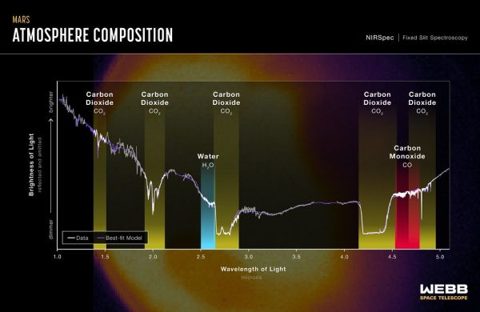 MARS
ATMOSPHERE COMPOSITION
NIRSpec | Fixed Slit Spectroscopy
Carbon Dioxide
CO₂
Carbon Dioxide
CO₂
Carbon Dioxide
CO₂
Carbon Dioxide
CO₂
Carbon Dioxide
CO₂
Water
H₂O
Carbon Monoxide
CO
brighter
Brightness of Light
reflected and emitted
dimmer
Data
Best-fit Model
1.0 1.5 2.0 2.5 3.0 3.5 4.0 4.5 5.0
Wavelength of Light
microns
WEBB
SPACE TELESCOPE